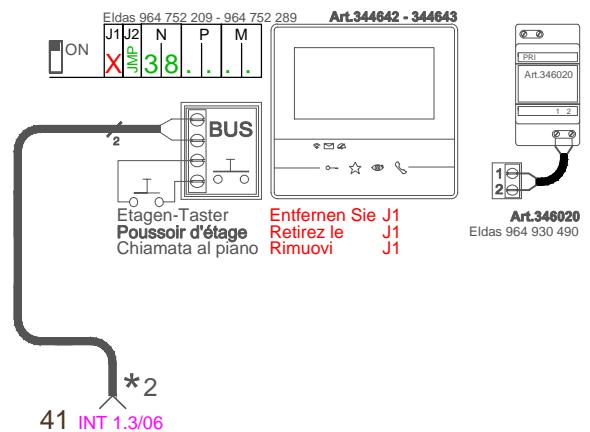 Eldas 964 752 209 - 964 752 289
Art.344642 - 344643
J1 J2 N P M
ON
X JMP 3 8 . . . .
PRI
Art.346020
1 2
BUS
2
1
2
Etagen-Taster
Poussoir d'étage
Chiamata al piano
Entfernen Sie J1
Retirez le J1
Rimuovi J1
Art.346020
Eldas 964 930 490
*2
41 INT 1.3/06